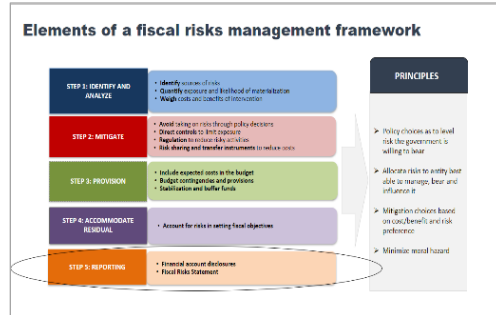 Elements of a fiscal risks management framework
STEP 1: IDENTIFY AND
ANALYZE
• Identify sources of risks
• Quantify exposure and likelihood of materialization
• Weigh costs and benefits of intervention
STEP 2: MITIGATE
• Avoid taking on risks through policy decisions
• Direct controls to limit exposure
• Regulation to reduce risky activities
• Risk sharing and transfer instruments to reduce costs
STEP 3: PROVISION
• Include expected costs in the budget
• Budget contingencies and provisions
• Stabilization and buffer funds
STEP 4: ACCOMMODATE
RESIDUAL
• Account for risks in setting fiscal objectives
STEP 5: REPORTING
• Financial account disclosures
• Fiscal Risks Statement
PRINCIPLES
➢ Policy choices as to level
risk the government is
willing to bear
➢ Allocate risk to entity best
able to manage, bear and
influence it
➢ Mitigation choices based
on cost/benefit and risk
preference
➢ Minimize moral hazard